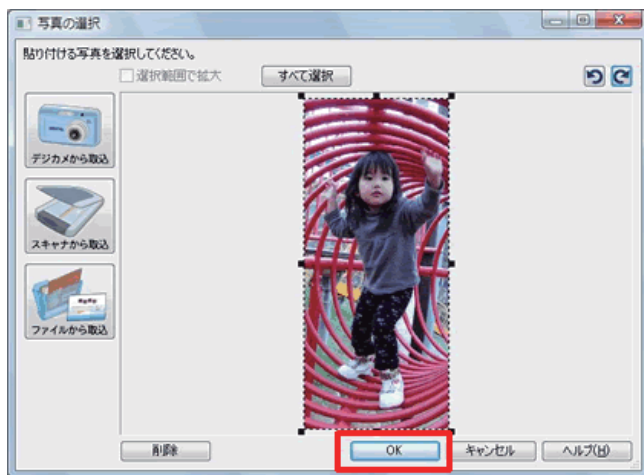 写真の選択
貼り付ける写真を選択してください。
選択範囲で拡大
すべて選択
デジカメから取込
スキャナから取込
ファイルから取込
削除
OK
キャンセル
ヘルプ(H)